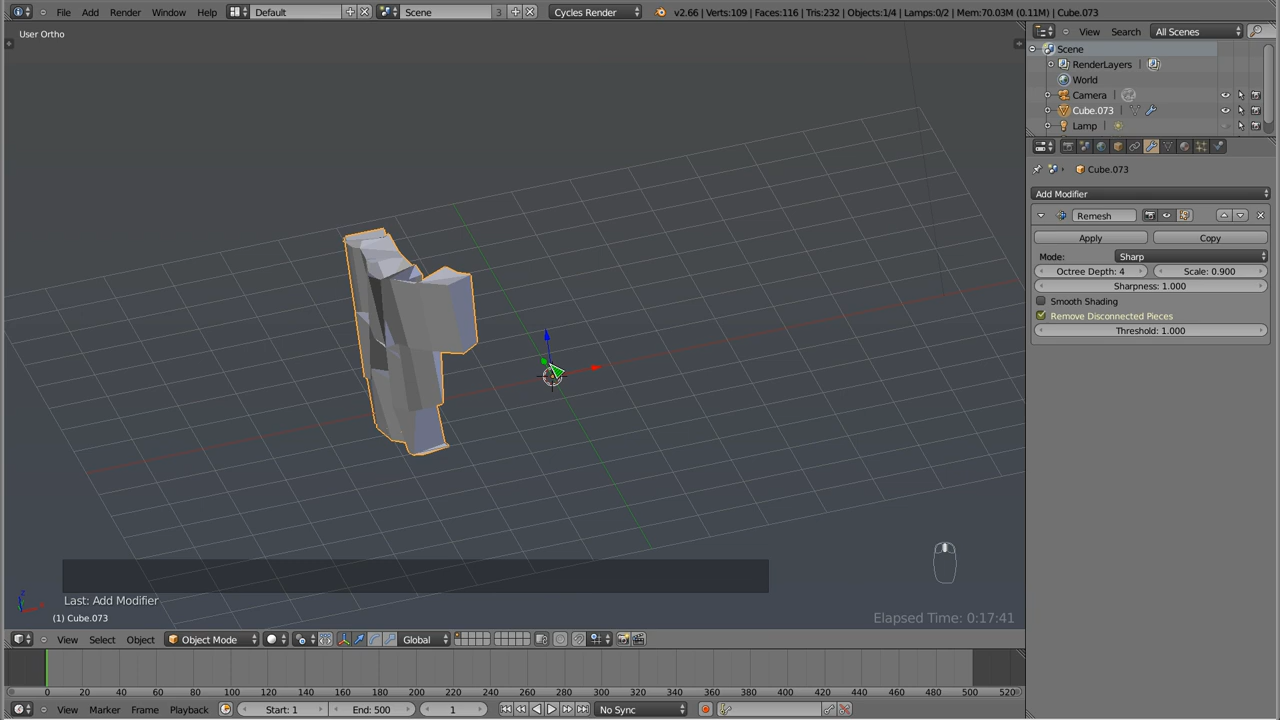 File Add Render Window Help Default Scene 3 Cycles Render v2.66 | Verts:109 | Faces:116 | Tris:232 | Objects:1/4 | Lamps:0/2 | Mem:70.03M (0.11M) | Cube.073
User Ortho
View Search All Scenes
Scene
RenderLayers
World
Camera
Cube.073
Lamp
Cube.073
Add Modifier
Remesh
Apply Copy
Mode: Sharp
Octree Depth: 4 Scale: 0.900
Sharpness: 1.000
Smooth Shading
Remove Disconnected Pieces
Threshold: 1.000
Last: Add Modifier
(1) Cube.073
Elapsed Time: 0:17:41
View Select Object Object Mode Global
0 20 40 60 80 100 120 140 160 180 200 220 240 260 280 300 320 340 360 380 400 420 440 460 480 500 520
View Marker Frame Playback Start: 1 End: 500 1 No Sync